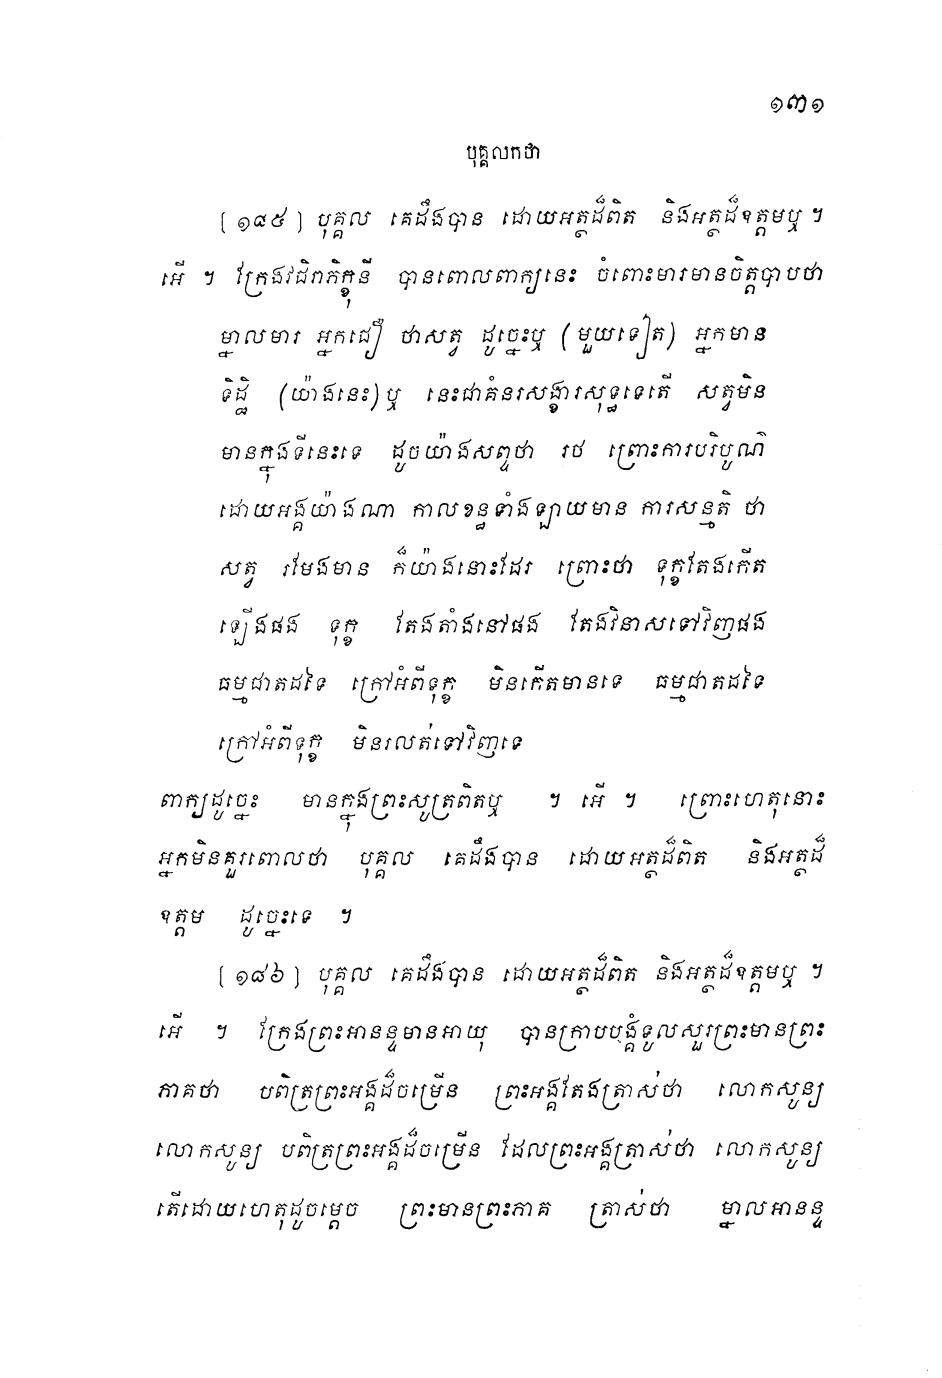 ១៣១
បុគ្គលកថា
[១៨៥] បុគ្គល គេដឹងបាន ដោយអត្ថដ៏ពិត និងអត្ថដ៏ឧត្តមឬ ។
អើ ។ ក្រែងវជិរាភិក្ខុនី បានពោលពាក្យនេះ ចំពោះមារមានចិត្តបាបថា
ម្នាលមារ អ្នកជឿ ថាសត្វ ដូច្នេះឬ (មួយទៀត) អ្នកមាន
ទិដ្ឋិ (យ៉ាងនេះ) ឬ នេះជាគំនរសង្ខារសុទ្ធទេតើ សត្វមិន
មានក្នុងទីនេះទេ ដូចយ៉ាងសព្ទថា រថ ព្រោះការបរិបូណ៌
ដោយអង្គយ៉ាងណា កាលខន្ធទាំងឡាយមាន ការសន្មតិ ថា
សត្វ រមែងមាន ក៏យ៉ាងនោះដែរ ព្រោះថា ទុក្ខតែងកើត
ឡើងផង ទុក្ខ តែងតាំងនៅផង តែងវិនាសទៅវិញផង
ធម្មជាតដទៃ ក្រៅអំពីទុក្ខ មិនកើតមានទេ ធម្មជាតដទៃ
ក្រៅអំពីទុក្ខ មិនរលត់ទៅវិញទេ
ពាក្យដូច្នេះ មានក្នុងព្រះសូត្រពិតឬ ។ អើ ។ ព្រោះហេតុនោះ
អ្នកមិនគួរពោលថា បុគ្គល គេដឹងបាន ដោយអត្ថដ៏ពិត និងអត្ថដ៏
ឧត្តម ដូច្នេះទេ ។
[១៨៦] បុគ្គល គេដឹងបាន ដោយអត្ថដ៏ពិត និងអត្ថដ៏ឧត្តមឬ ។
អើ ។ ក្រែងព្រះអានន្ទមានអាយុ បានក្រាបបង្គំទូលសួរព្រះមានព្រះ
ភាគថា បពិត្រព្រះអង្គដ៏ចម្រើន ព្រះអង្គតែងត្រាស់ថា លោកសូន្យ
លោកសូន្យ បពិត្រព្រះអង្គដ៏ចម្រើន ដែលព្រះអង្គត្រាស់ថា លោកសូន្យ
តើដោយហេតុដូចម្តេច ព្រះមានព្រះភាគ ត្រាស់ថា ម្នាលអានន្ទ